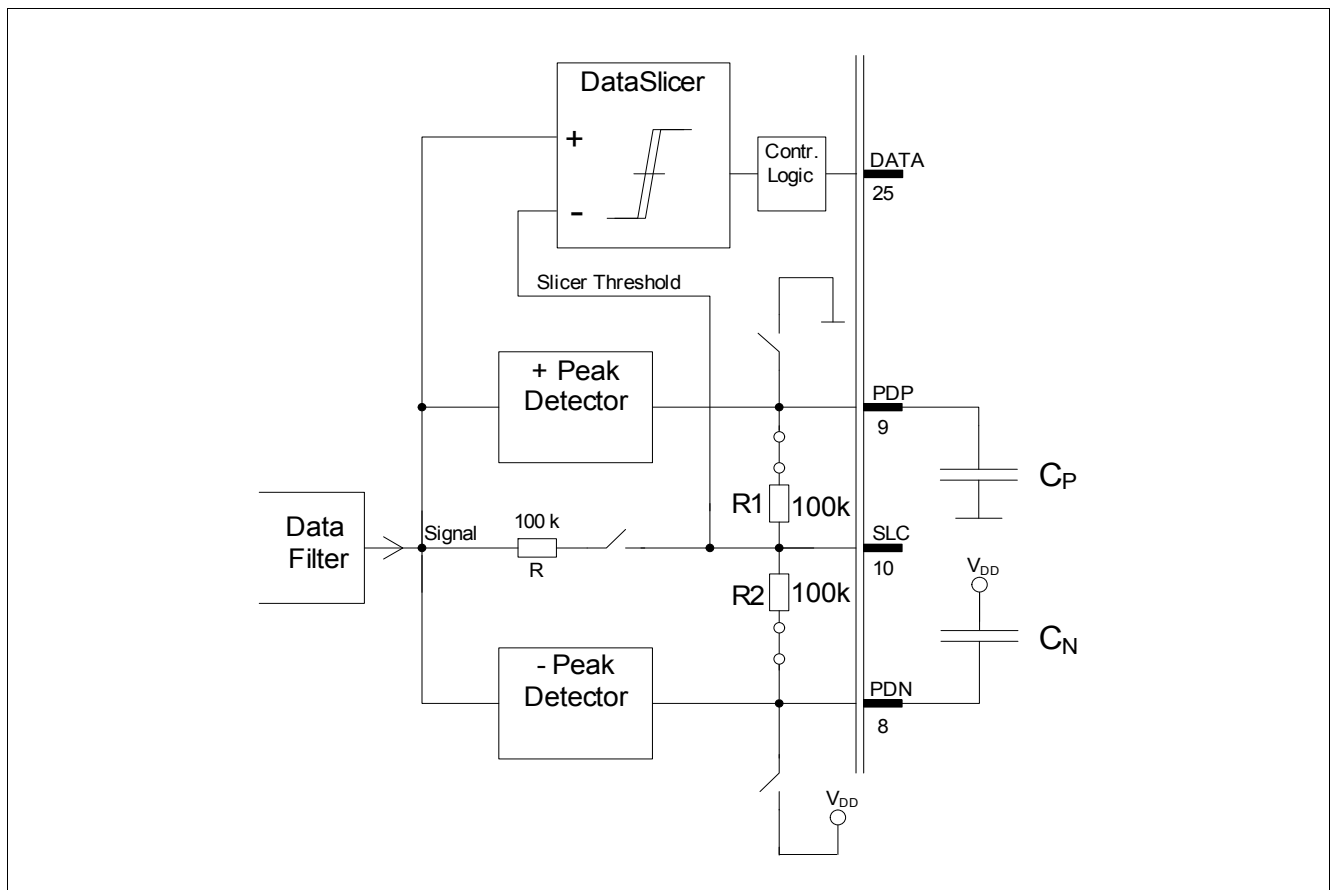 DataSlicer
+
-
Contr.
Logic
DATA
25
Slicer Threshold
+ Peak
Detector
PDP
9
CP
R1
100k
Data
Filter
Signal
100 k
R
SLC
10
VDD
R2
100k
CN
- Peak
Detector
PDN
8
VDD